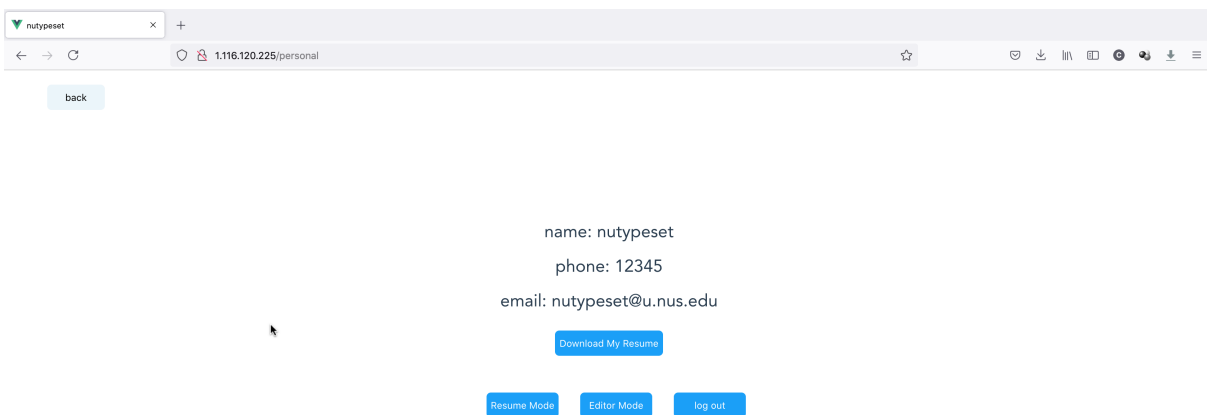 nutypeset
1.116.120.225/personal
back
name: nutypeset
phone: 12345
email: nutypeset@u.nus.edu
Download My Resume
Resume Mode Editor Mode log out